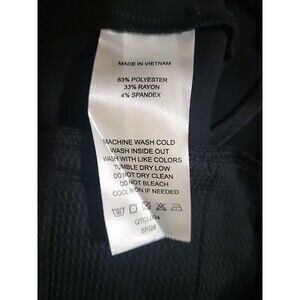 MADE IN VIETNAM
63% POLYESTER
33% RAYON
4% SPANDEX
MACHINE WASH COLD
WASH INSIDE OUT
WASH WITH LIKE COLORS
TUMBLE DRY LOW
DO NOT DRY CLEAN
DO NOT BLEACH
COOL IRON IF NEEDED